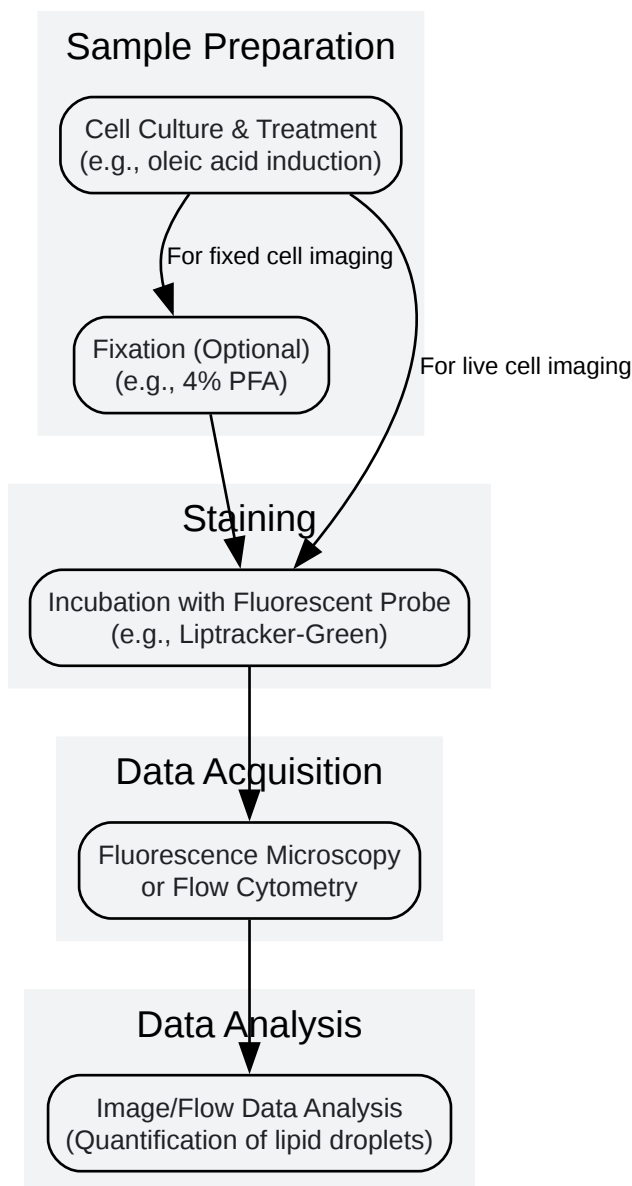 Sample Preparation
Cell Culture & Treatment
(e.g., oleic acid induction)
For fixed cell imaging
Fixation (Optional)
(e.g., 4% PFA)
For live cell imaging
Staining
Incubation with Fluorescent Probe
(e.g., Liptracker-Green)
Data Acquisition
Fluorescence Microscopy
or Flow Cytometry
Data Analysis
Image/Flow Data Analysis
(Quantification of lipid droplets)